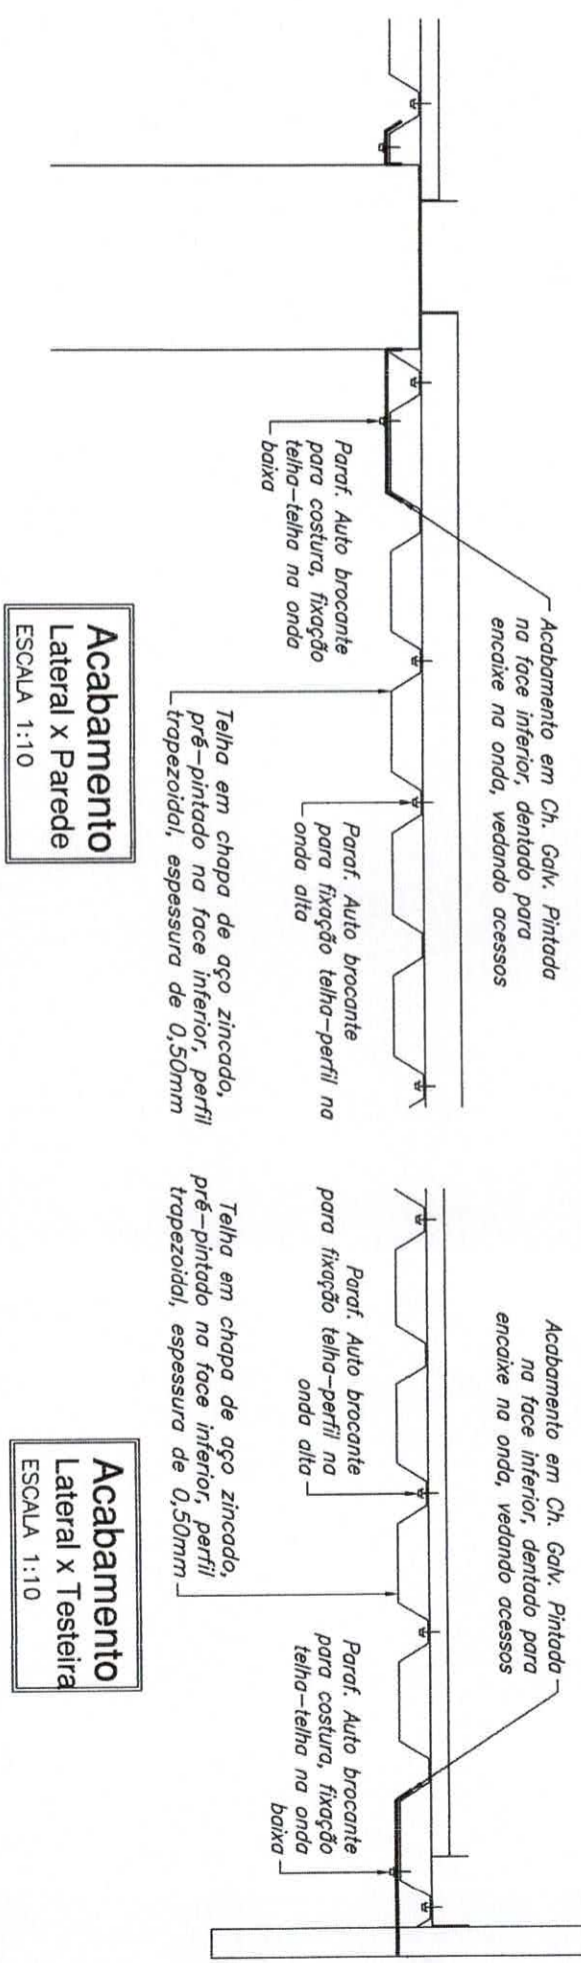 Acabamento em Ch. Galv. Pintada
na face inferior, dentado para
encaixe na onda, vedando acessos
Paraf. Auto brocante
para costura, fixação
telha-telha na onda
baixa
Paraf. Auto brocante
para fixação telha-perfil na
onda alta
Telha em chapa de aço zincado,
pré-pintado na face inferior, perfil
trapezoidal, espessura de 0,50mm
Acabamento
Lateral x Parede
ESCALA 1:10
Acabamento em Ch. Galv. Pintada
na face inferior, dentado para
encaixe na onda, vedando acessos
Paraf. Auto brocante
para fixação telha-perfil na
onda alta
Paraf. Auto brocante
para costura, fixação
telha-telha na onda
baixa
Telha em chapa de aço zincado,
pré-pintado na face inferior, perfil
trapezoidal, espessura de 0,50mm
Acabamento
Lateral x Testeira
ESCALA 1:10